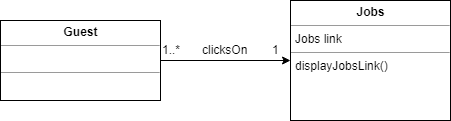 Guest
1..* clicksOn 1
Jobs
Jobs link
displayJobsLink()